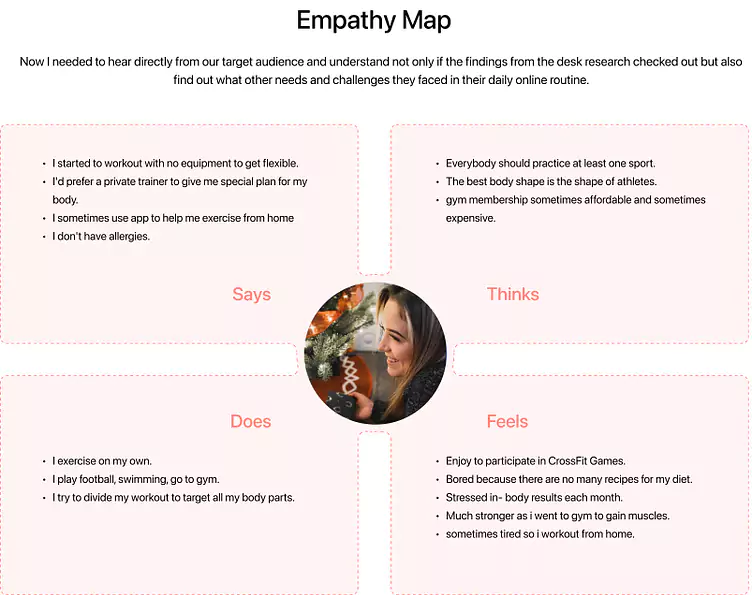 Empathy Map
Now I needed to hear directly from our target audience and understand not only if the findings from the desk research checked out but also
find out what other needs and challenges they faced in their daily online routine.
• I started to workout with no equipment to get flexible.
• I'd prefer a private trainer to give me special plan for my
body.
• I sometimes use app to help me exercise from home
• I don't have allergies.
Says
• Everybody should practice at least one sport.
• The best body shape is the shape of athletes.
• gym membership sometimes affordable and sometimes
expensive.
Thinks
Does
• I exercise on my own.
• I play football, swimming, go to gym.
• I try to divide my workout to target all my body parts.
Feels
• Enjoy to participate in CrossFit Games.
• Bored because there are no many recipes for my diet.
• Stressed in- body results each month.
• Much stronger as i went to gym to gain muscles.
• sometimes tired so i workout from home.